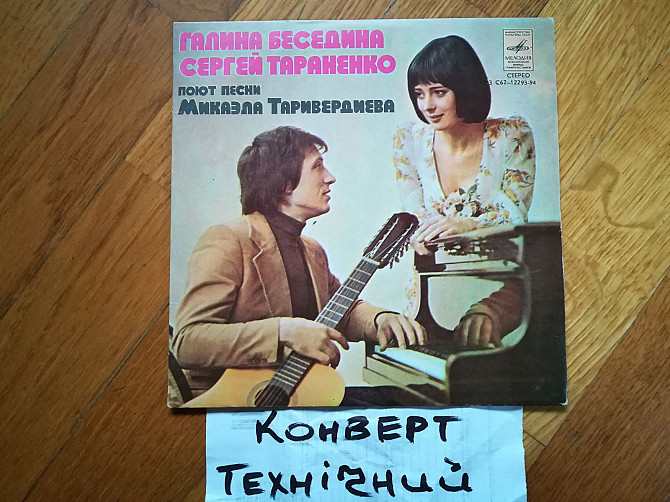 ГАЛИНА БЕСЕДИНА
СЕРГЕЙ ТАРАНЕНКО
ПОЮТ ПЕСНИ
МИКАЭЛА ТАРИВЕРДИЕВА
МЕЛОДИЯ
СТЕРЕО
С62–12293-94
КОНВЕРТ
ТЕХНІЧНИЙ